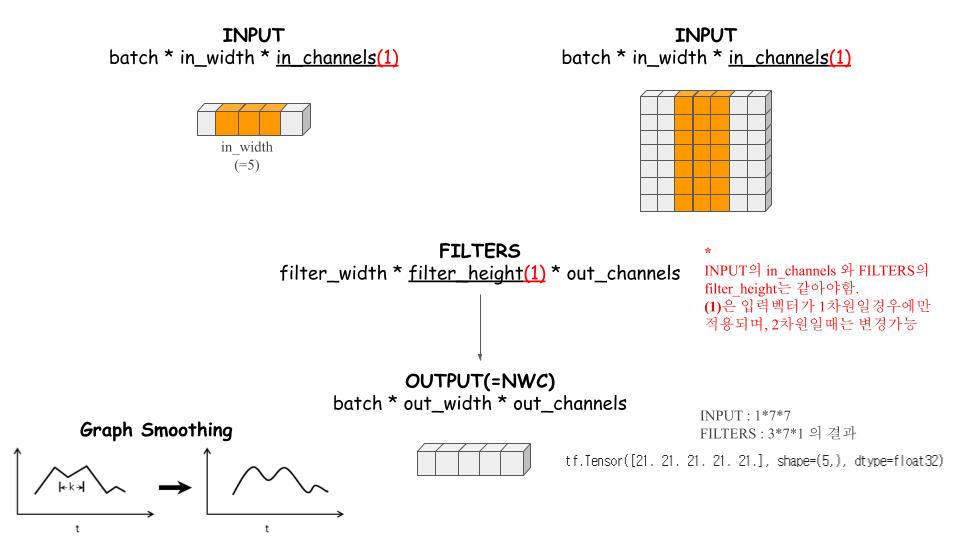 INPUT
batch * in_width * in_channels(1)
in_width
(=5)
INPUT
batch * in_width * in_channels(1)
FILTERS
filter_width * filter_height(1) * out_channels
*
INPUT의 in_channels 와 FILTERS의
filter_height는 같아야함.
(1)은 입력벡터가 1차원일경우에만
적용되며, 2차원일때는 변경가능
OUTPUT(=NWC)
batch * out_width * out_channels
INPUT : 1*7*7
FILTERS : 3*7*1 의 결과
tf.Tensor([21. 21. 21. 21. 21.], shape=(5,), dtype=float32)
Graph Smoothing
k
t
t